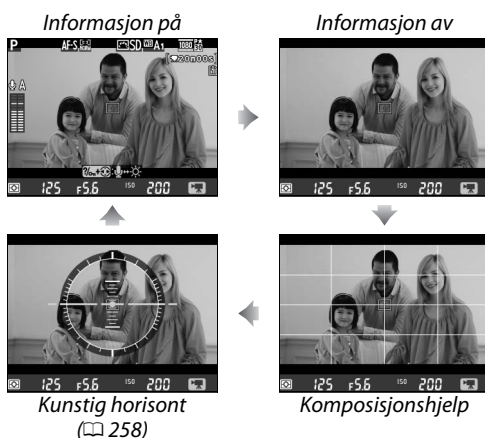 Informasjon på
Informasjon av
P AF-S SD WB A1 1080
[20m00s]
A
125 F5.6 ISO 200
125 F5.6 ISO 200
125 F5.6 ISO 200
125 F5.6 ISO 200
Kunstig horisont
(258)
Komposisjonshjelp